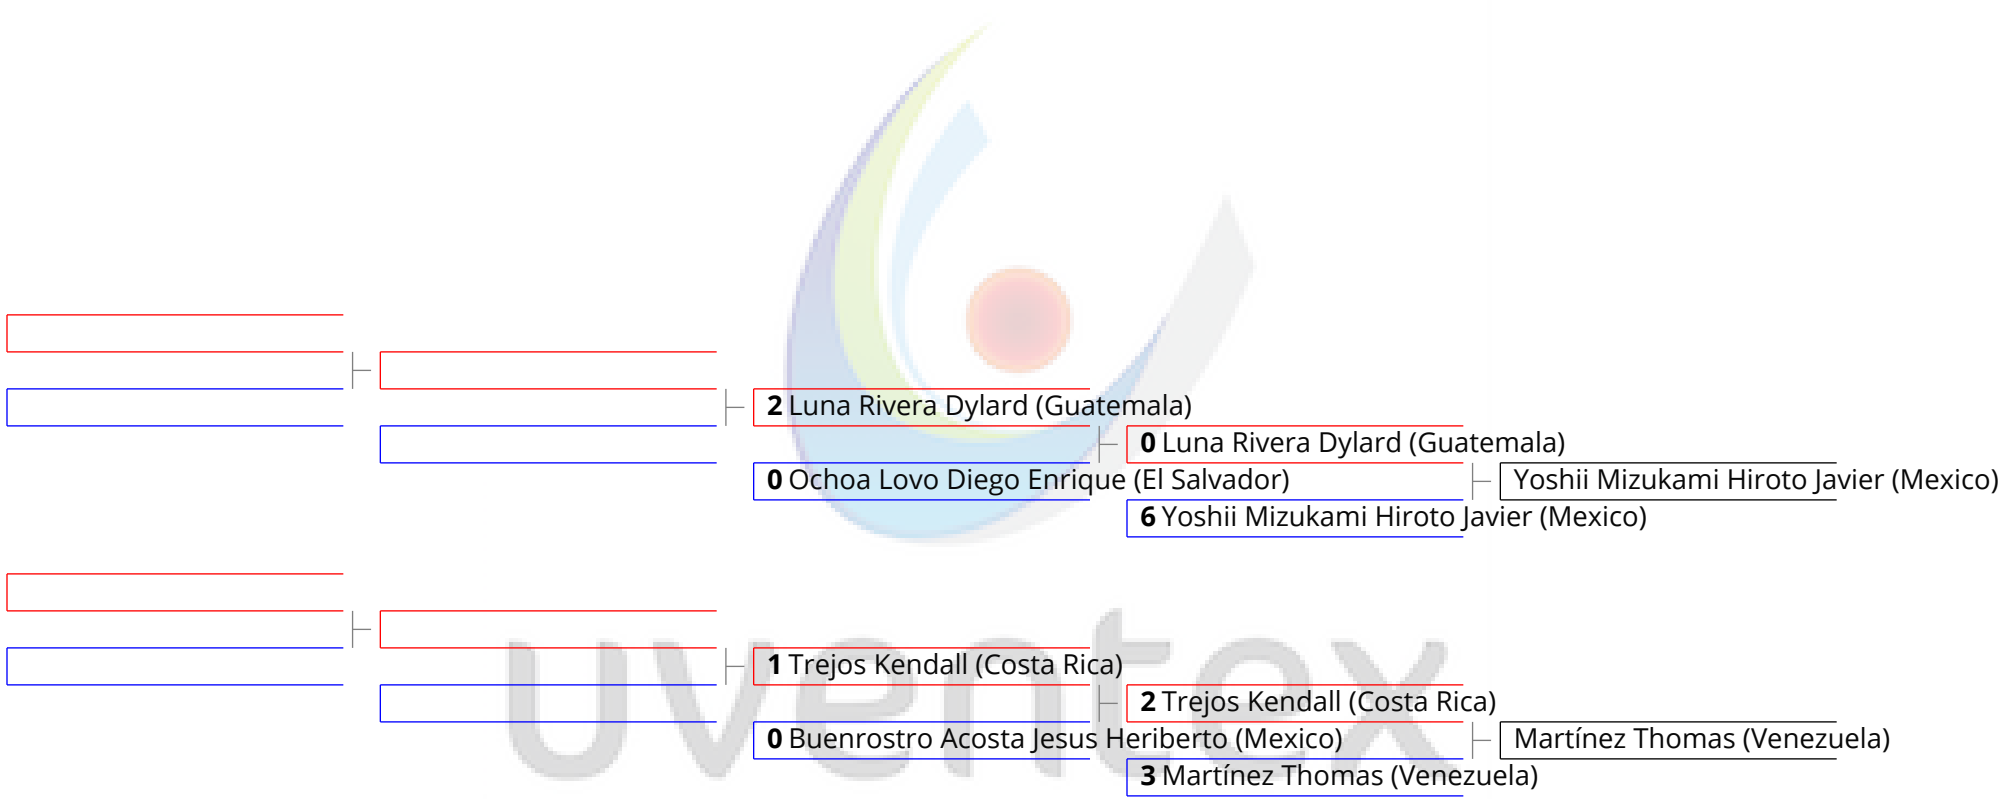 2 Luna Rivera Dylard (Guatemala)
0 Luna Rivera Dylard (Guatemala)
0 Ochoa Lovo Diego Enrique (El Salvador)
Yoshii Mizukami Hiroto Javier (Mexico)
6 Yoshii Mizukami Hiroto Javier (Mexico)
uventex
1 Trejos Kendall (Costa Rica)
2 Trejos Kendall (Costa Rica)
0 Buenrostro Acosta Jesus Heriberto (Mexico)
Martínez Thomas (Venezuela)
3 Martínez Thomas (Venezuela)